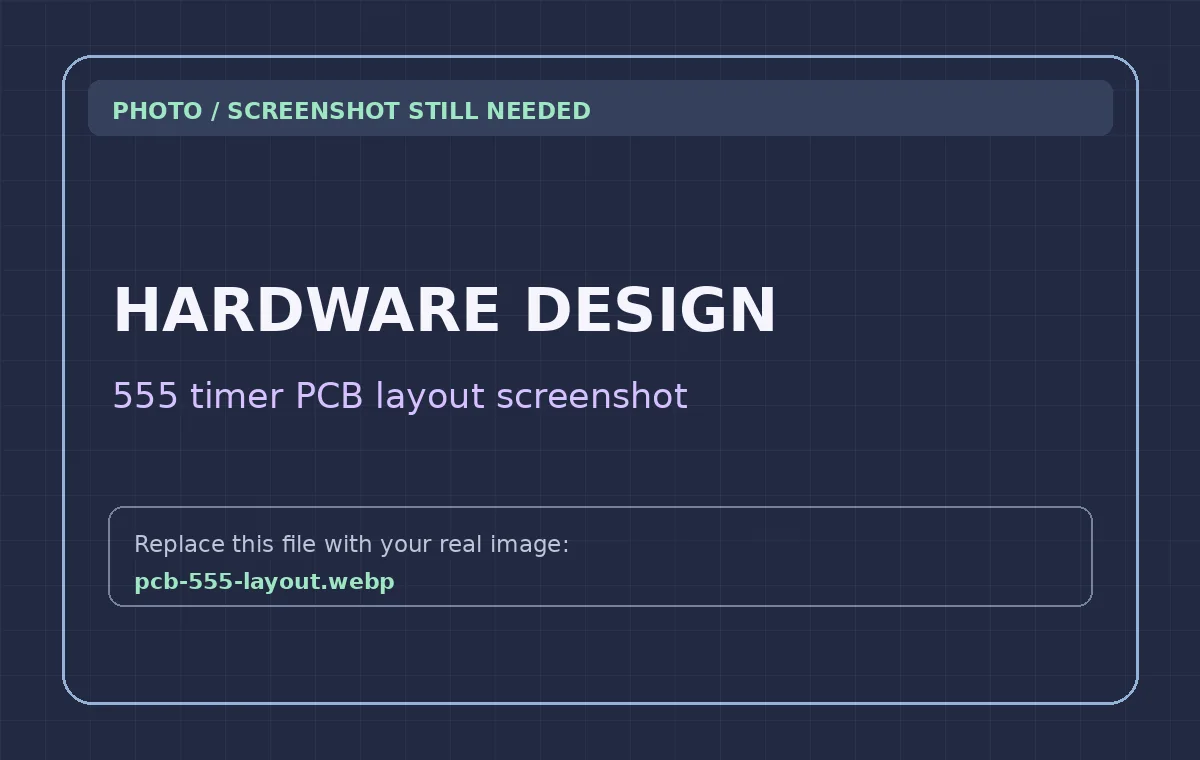 PHOTO / SCREENSHOT STILL NEEDED
HARDWARE DESIGN
555 timer PCB layout screenshot
Replace this file with your real image:
pcb-555-layout.webp